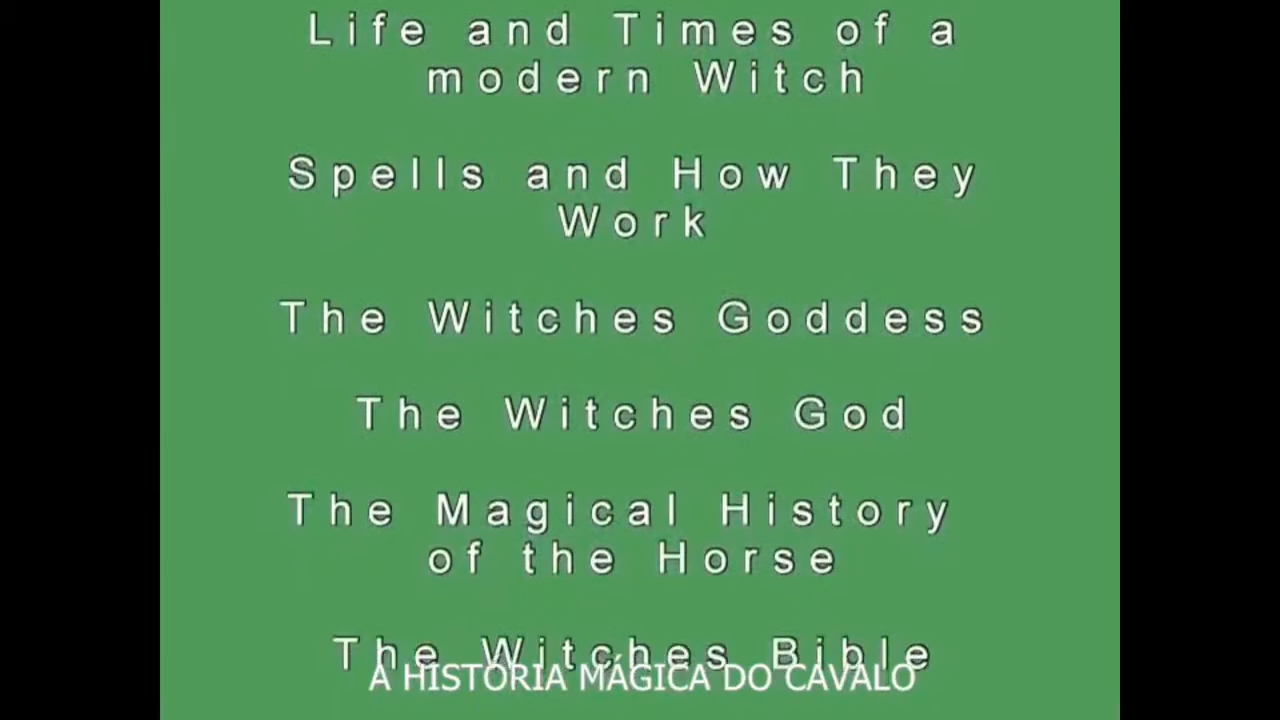 Life and Times of a
modern Witch
Spells and How They
Work
The Witches Goddess
The Witches God
The Magical History
of the Horse
The Witches Bible
A HISTÓRIA MÁGICA DO CAVALO